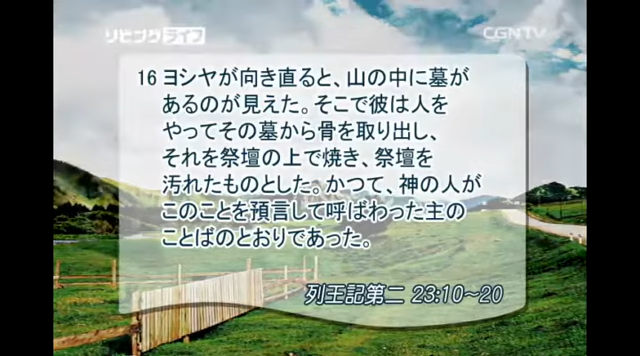 リビングライフ
CGNTV
16 ヨシヤが向き直ると、山の中に墓が
あるのが見えた。そこで彼は人を
やってその墓から骨を取り出し、
それを祭壇の上で焼き、祭壇を
汚れたものとした。かつて、神の人が
このことを預言して呼ばわった主の
ことばのとおりであった。
列王記第二 23:10～20